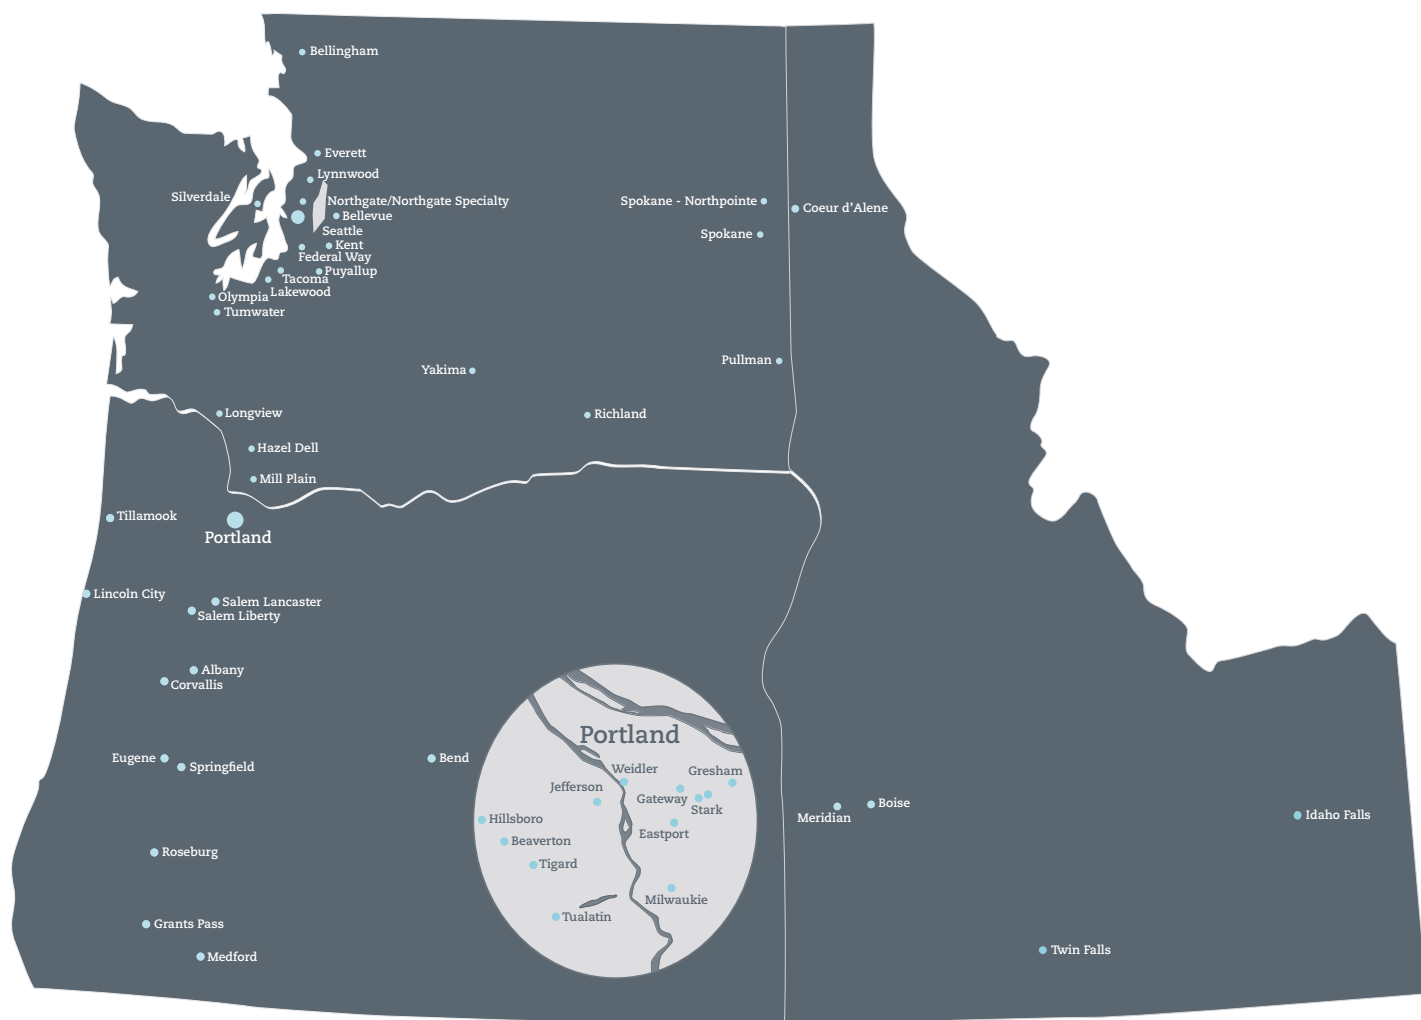 Bellingham
Everett
Lynnwood
Silverdale
Northgate/Northgate Specialty
Bellevue
Seattle
Kent
Federal Way
Puyallup
Tacoma
Lakewood
Olympia
Tumwater
Spokane - Northpointe
Coeur d’Alene
Spokane
Pullman
Yakima
Richland
Longview
Hazel Dell
Mill Plain
Tillamook
Portland
Lincoln City
Salem Lancaster
Salem Liberty
Albany
Corvallis
Eugene
Springfield
Bend
Roseburg
Grants Pass
Medford
Portland
Weidler
Gresham
Jefferson
Gateway
Stark
Hillsboro
Eastport
Beaverton
Tigard
Milwaukie
Tualatin
Boise
Meridian
Idaho Falls
Twin Falls